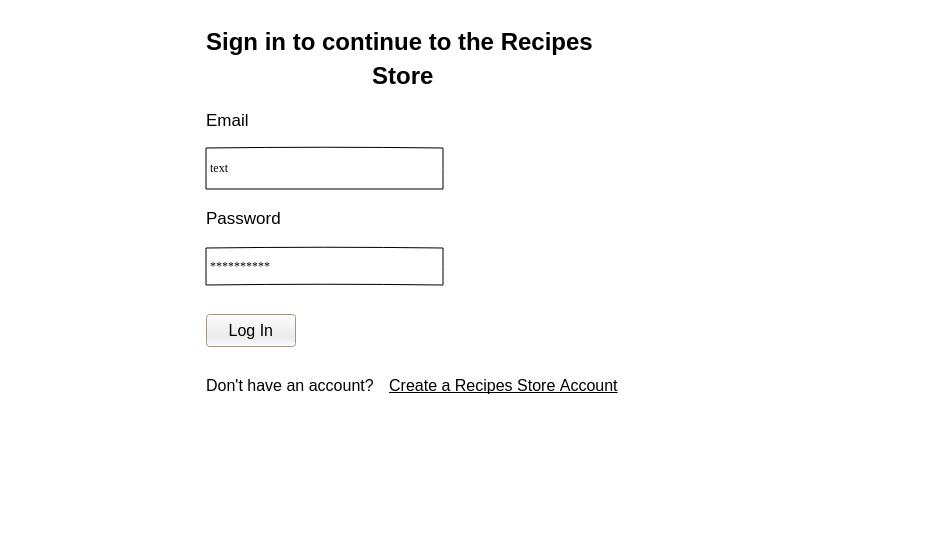 Sign in to continue to the Recipes
Store
Email
text
Password
**********
Log In
Don't have an account? Create a Recipes Store Account